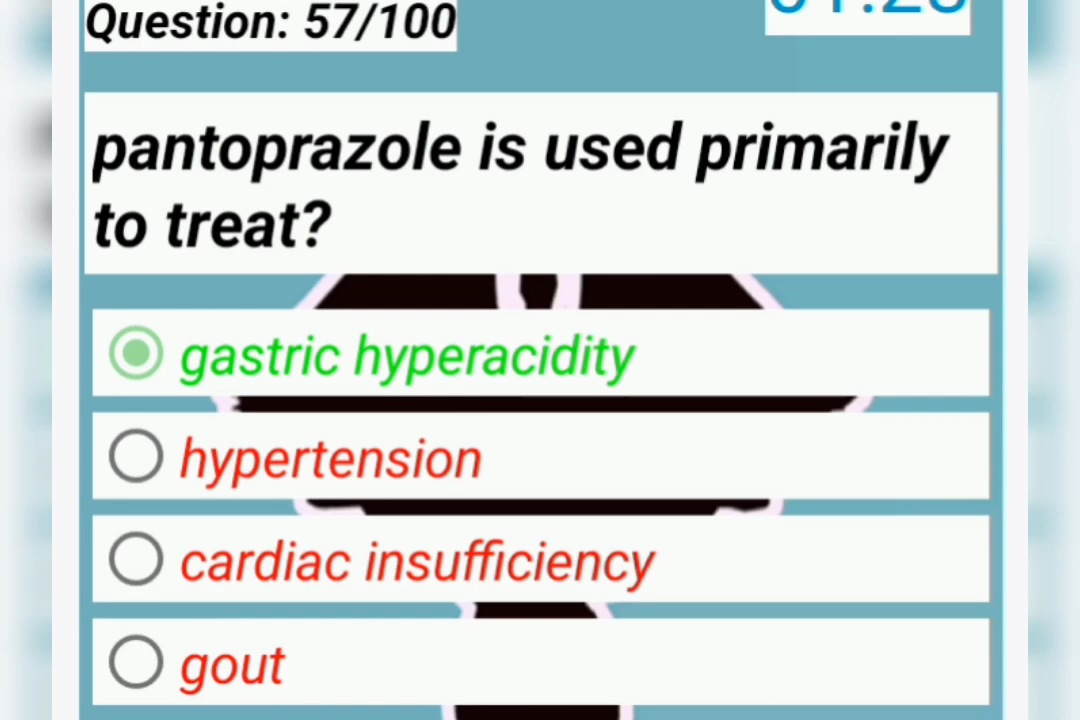 Question: 57/100
pantoprazole is used primarily
to treat?
gastric hyperacidity
hypertension
cardiac insufficiency
gout